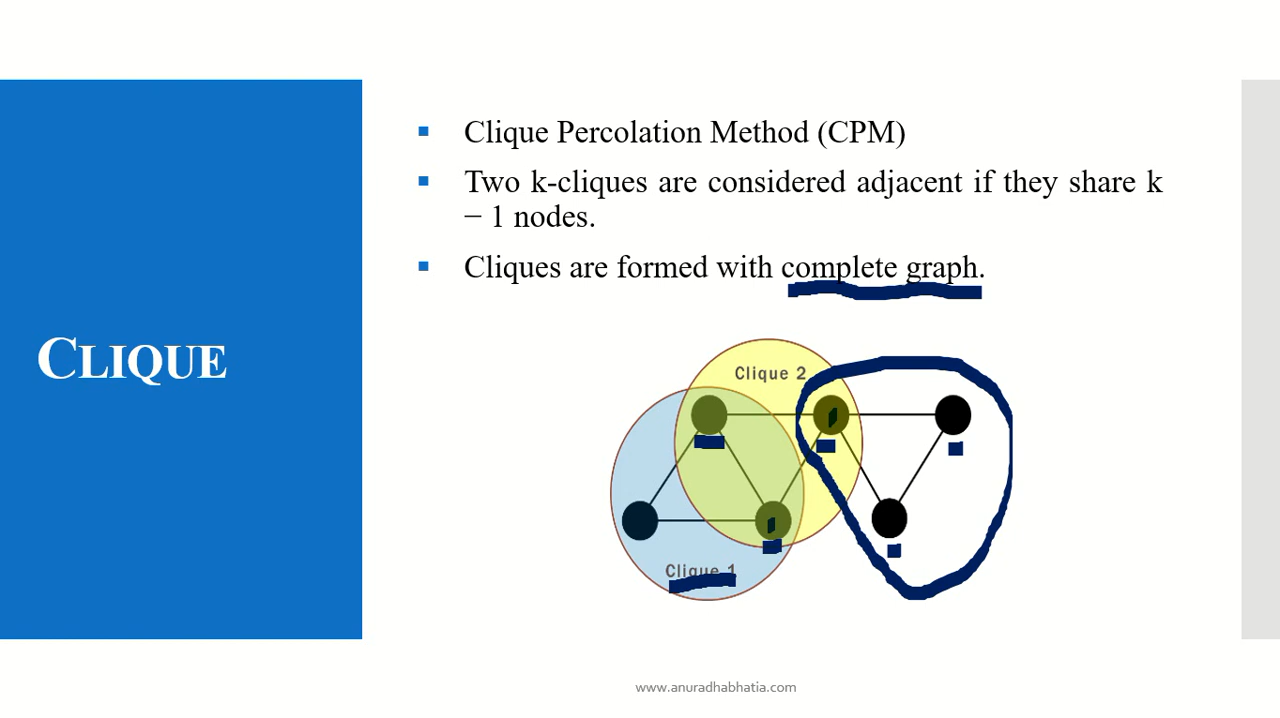 CLIQUE
Clique Percolation Method (CPM)
Two k-cliques are considered adjacent if they share k
− 1 nodes.
Cliques are formed with complete graph.
Clique 2
Clique 1
www.anuradhabhatia.com